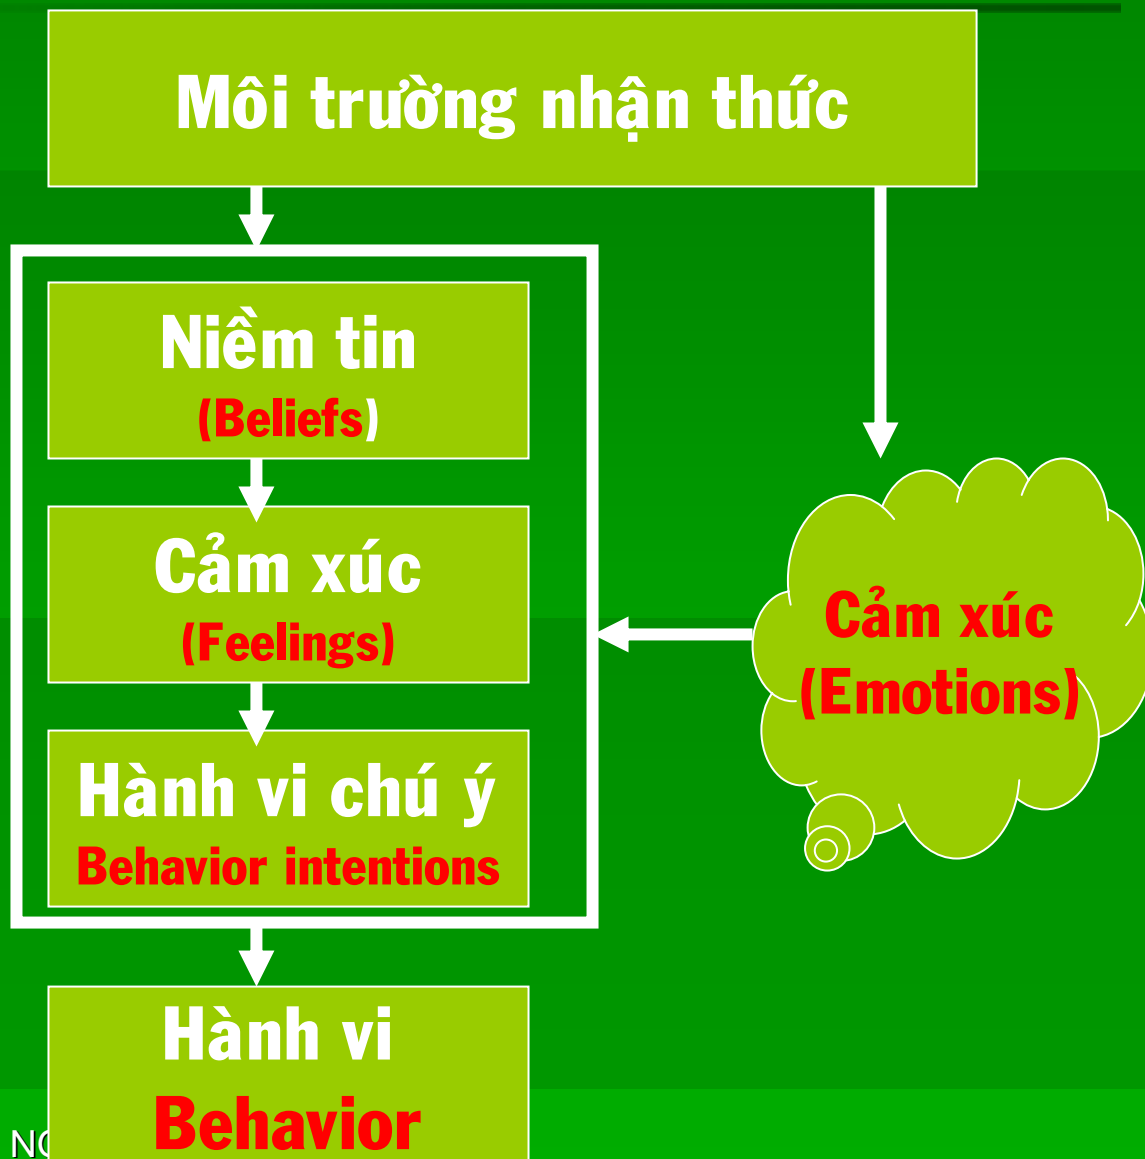 Môi trường nhận thức
Niềm tin
(Beliefs)
Cảm xúc
(Feelings)
Hành vi chú ý
Behavior intentions
Cảm xúc
(Emotions)
Hành vi
Behavior